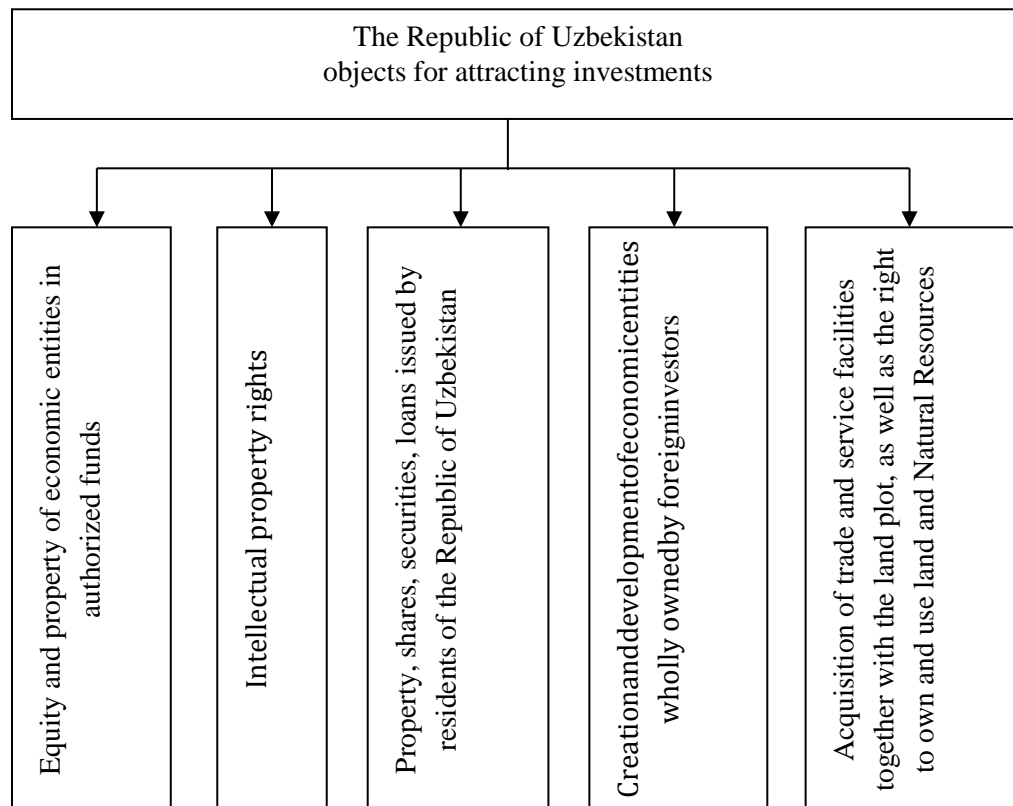 The Republic of Uzbekistan
objects for attracting investments
Equity and property of economic entities in
authorized funds
Intellectual property rights
Property, shares, securities, loans issued by
residents of the Republic of Uzbekistan
Creationanddevelopmentofeconomicentities
wholly ownedby foreigninvestors
Acquisition of trade and service facilities
together with the land plot, as well as the right
to own and use land and Natural Resources